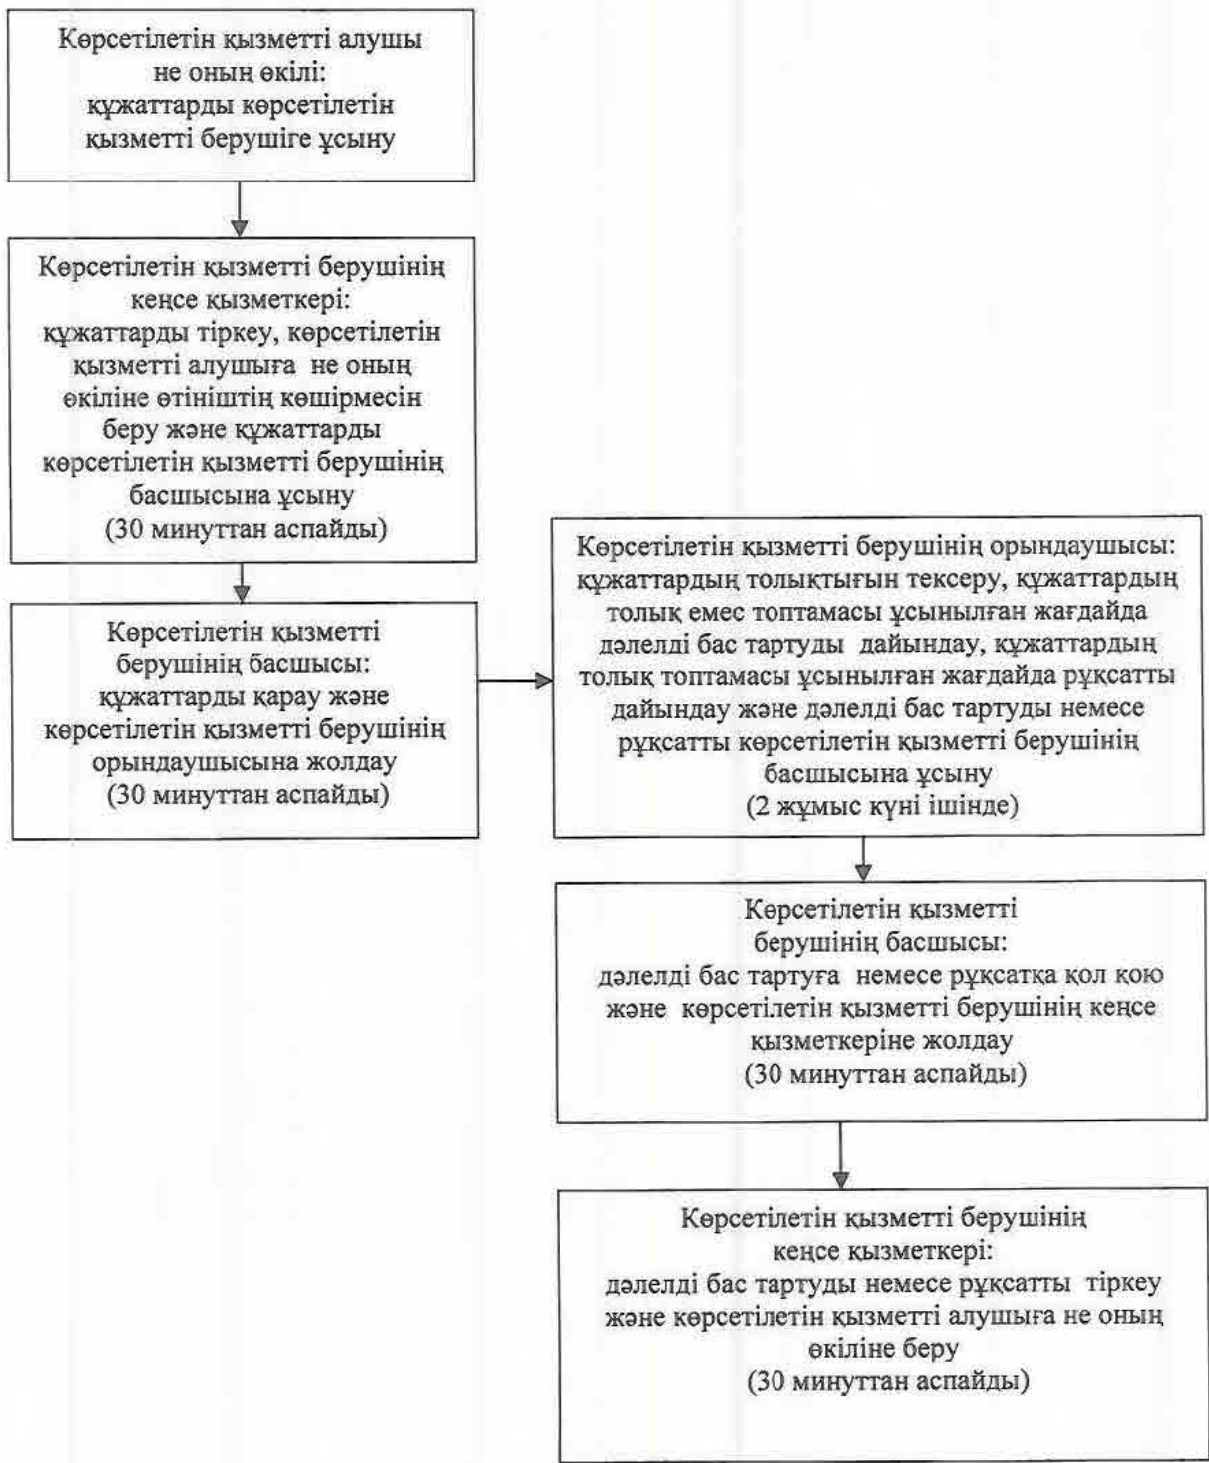 Көрсетілетін қызметті алушы
не оның өкілі:
құжаттарды көрсетілетін
қызметті берушіге ұсыну
Көрсетілетін қызметті берушінің
кеңсе қызметкері:
құжаттарды тіркеу, көрсетілетін
қызметті алушыға не оның
өкіліне өтініштің көшірмесін
беру және құжаттарды
көрсетілетін қызметті берушінің
басшысына ұсыну
(30 минуттан аспайды)
Көрсетілетін қызметті
берушінің басшысы:
құжаттарды қарау және
көрсетілетін қызметті берушінің
орындаушысына жолдау
(30 минуттан аспайды)
Көрсетілетін қызметті берушінің орындаушысы:
құжаттардың толықтығын тексеру, құжаттардың
толық емес топтамасы ұсынылған жағдайда
дәлелді бас тартуды дайындау, құжаттардың
толық топтамасы ұсынылған жағдайда рұқсатты
дайындау және дәлелді бас тартуды немесе
рұқсатты көрсетілетін қызметті берушінің
басшысына ұсыну
(2 жұмыс күні ішінде)
Көрсетілетін қызметті
берушінің басшысы:
дәлелді бас тартуға немесе рұқсатқа қол қою
және көрсетілетін қызметті берушінің кеңсе
қызметкеріне жолдау
(30 минуттан аспайды)
Көрсетілетін қызметті берушінің
кеңсе қызметкері:
дәлелді бас тартуды немесе рұқсатты тіркеу
және көрсетілетін қызметті алушыға не оның
өкіліне беру
(30 минуттан аспайды)